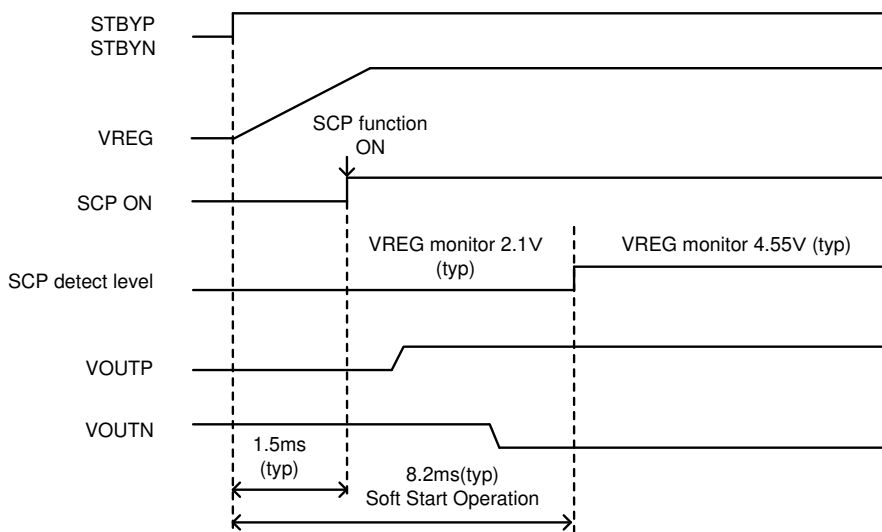 STBYP
STBYN
VREG
SCP function
ON
SCP ON
VREG monitor 2.1V
(typ)
VREG monitor 4.55V (typ)
SCP detect level
VOUTP
VOUTN
1.5ms
(typ)
8.2ms(typ)
Soft Start Operation